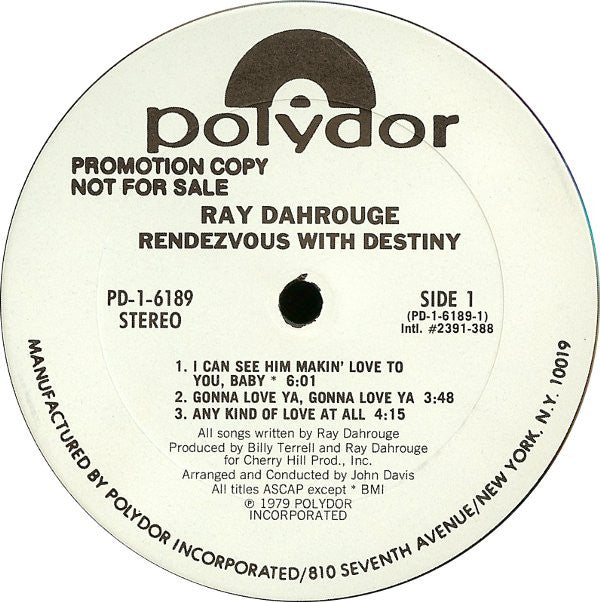 polydor
PROMOTION COPY
NOT FOR SALE
RAY DAHROUGE
RENDEZVOUS WITH DESTINY
PD-1-6189
STEREO
SIDE 1
(PD-1-6189-1)
Intl. #2391-388
1. I CAN SEE HIM MAKIN' LOVE TO
YOU, BABY * 6:01
2. GONNA LOVE YA, GONNA LOVE YA 3:48
3. ANY KIND OF LOVE AT ALL 4:15
All songs written by Ray Dahrouge
Produced by Billy Terrell and Ray Dahrouge
for Cherry Hill Prod., Inc.
Arranged and Conducted by John Davis
All titles ASCAP except * BMI
℗ 1979 POLYDOR
INCORPORATED
MANUFACTURED BY POLYDOR INCORPORATED/810 SEVENTH AVENUE/NEW YORK, N.Y. 10019